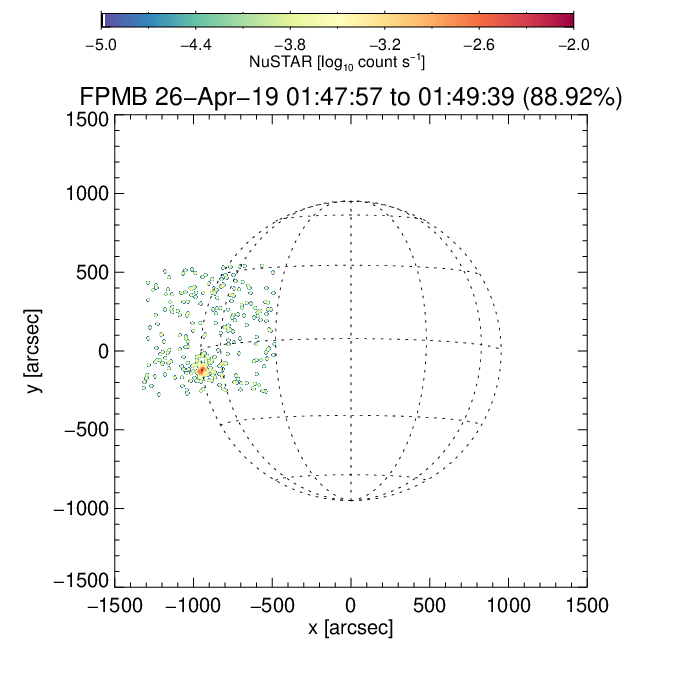 −5.0 −4.4 −3.8 −3.2 −2.6 −2.0
NuSTAR [log₁₀ count s⁻¹]
FPMB 26−Apr−19 01:47:57 to 01:49:39 (88.92%)
1500
1000
500
0
−500
−1000
−1500
y [arcsec]
−1500 −1000 −500 0 500 1000 1500
x [arcsec]